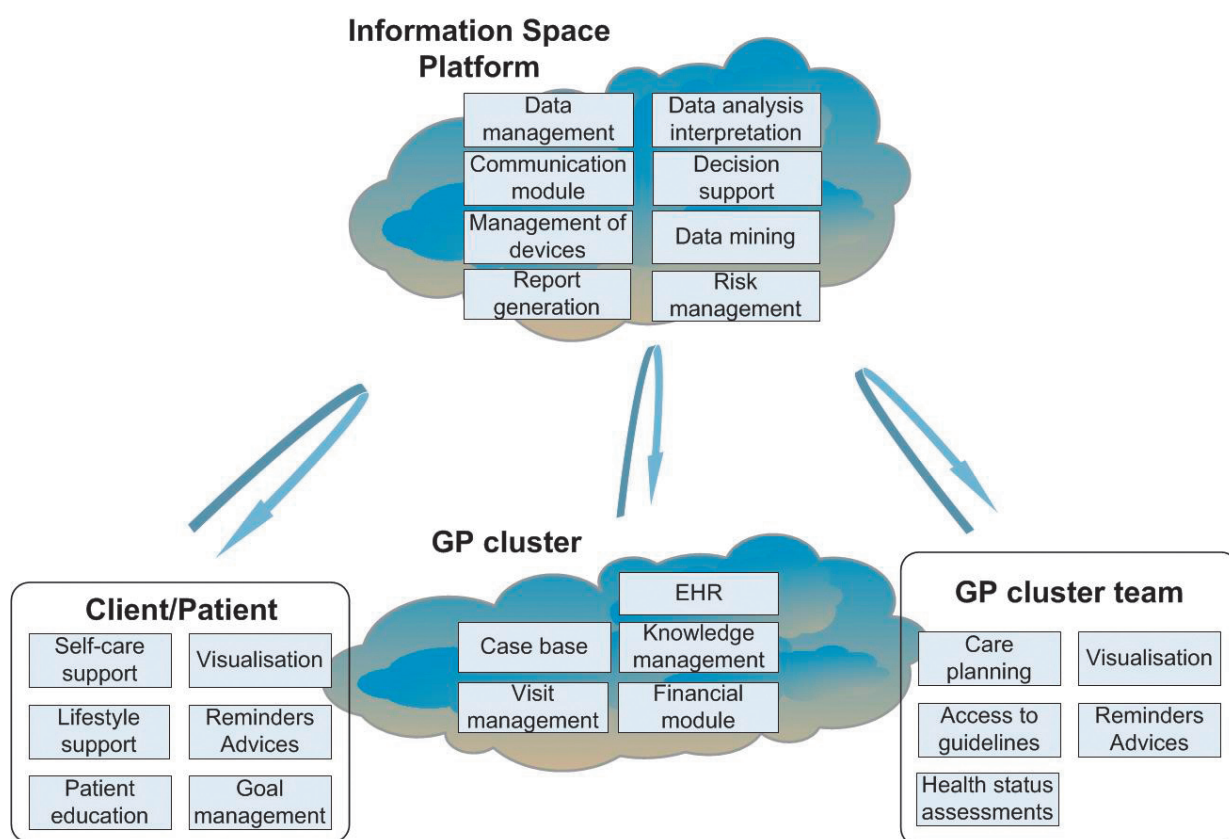 Information Space
Platform
Data
management
Data analysis
interpretation
Communication
module
Decision
support
Management of
devices
Data mining
Report
generation
Risk
management
GP cluster
EHR
Case base
Knowledge
management
Visit
management
Financial
module
Client/Patient
Self-care
support
Visualisation
Lifestyle
support
Reminders
Advices
Patient
education
Goal
management
GP cluster team
Care
planning
Visualisation
Access to
guidelines
Reminders
Advices
Health status
assessments